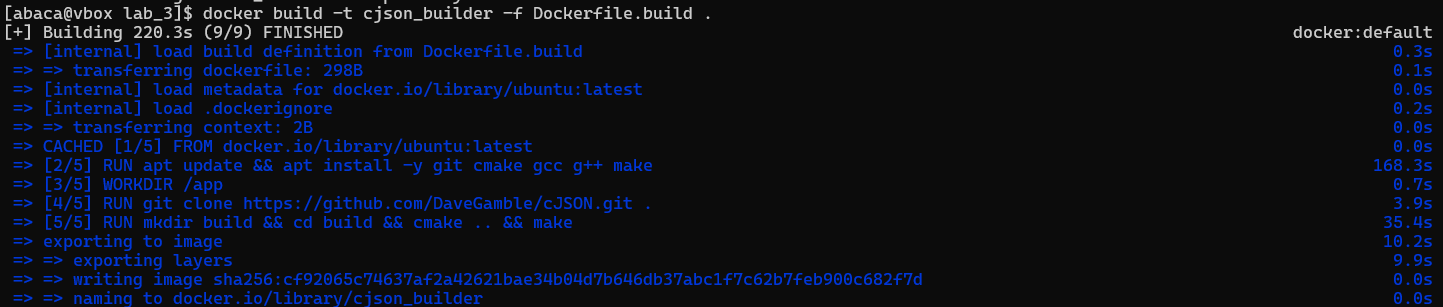 [abaca@vbox lab_3]$ docker build -t cjson_builder -f Dockerfile.build .
[+] Building 220.3s (9/9) FINISHED docker:default
=> [internal] load build definition from Dockerfile.build 0.3s
=> => transferring dockerfile: 298B 0.1s
=> [internal] load metadata for docker.io/library/ubuntu:latest 0.0s
=> [internal] load .dockerignore 0.2s
=> => transferring context: 2B 0.0s
=> CACHED [1/5] FROM docker.io/library/ubuntu:latest 0.0s
=> [2/5] RUN apt update && apt install -y git cmake gcc g++ make 168.3s
=> [3/5] WORKDIR /app 0.7s
=> [4/5] RUN git clone https://github.com/DaveGamble/cJSON.git . 3.9s
=> [5/5] RUN mkdir build && cd build && cmake .. && make 35.4s
=> exporting to image 10.2s
=> => exporting layers 9.9s
=> => writing image sha256:cf92065c74637af2a42621bae34b04d7b646db37abc1f7c62b7feb900c682f7d 0.0s
=> => naming to docker.io/library/cjson_builder 0.0s